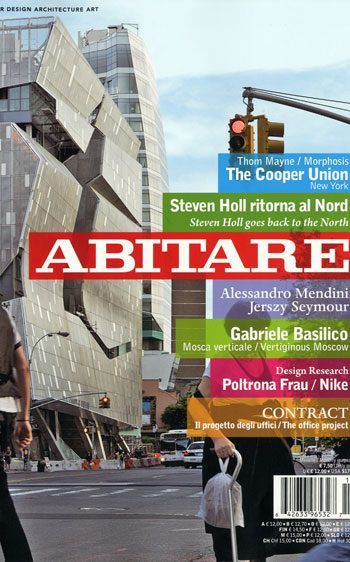 R DESIGN ARCHITECTURE ART
Thom Mayne / Morphosis
The Cooper Union
New York
Steven Holl ritorna al Nord
Steven Holl goes back to the North
ABITARE
Alessandro Mendini
Jerszy Seymour
Gabriele Basilico
Mosca verticale / Vertiginous Moscow
Design Research
Poltrona Frau / Nike
CONTRACT
Il progetto degli uffici / The office project